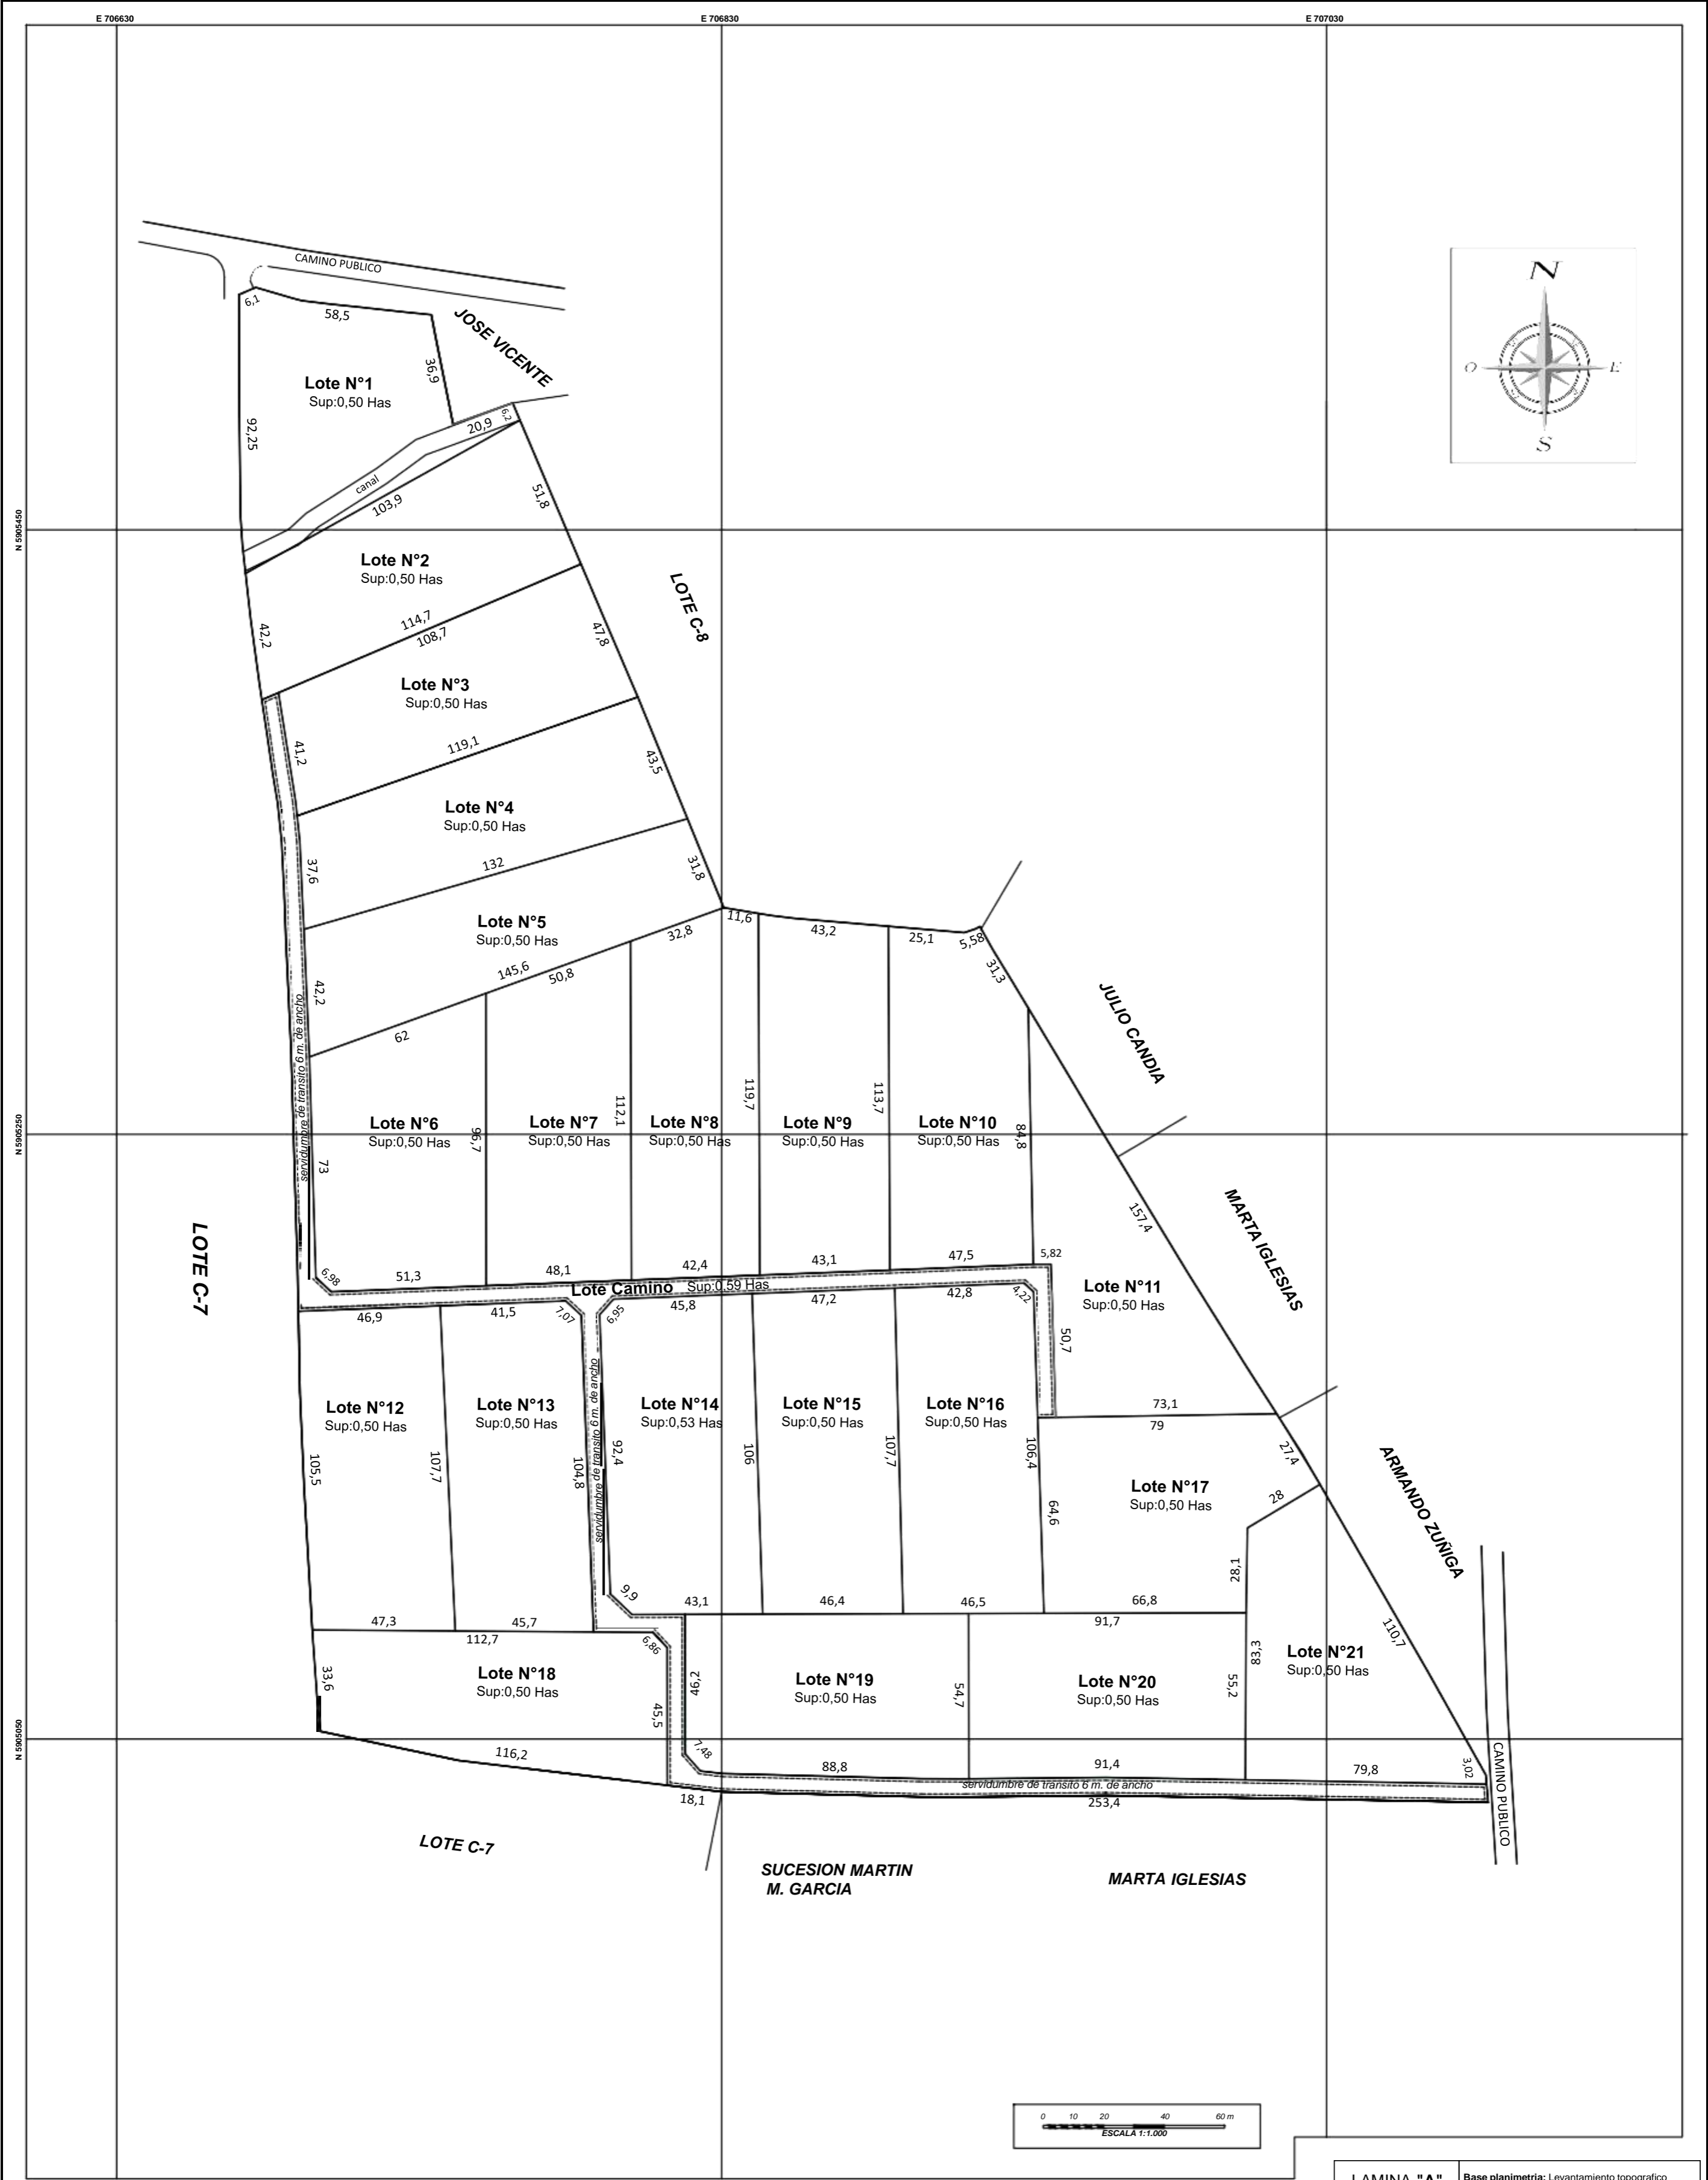 E 706630
E 706830
E 707030
CAMINO PUBLICO
6,1
58,5
JOSE VICENTE
36,9
Lote N°1
Sup:0,50 Has
92,25
6,2
20,9
canal
103,9
51,8
N
O
E
S
N 5905450
Lote N°2
Sup:0,50 Has
LOTE C-8
114,7
108,7
42,2
47,8
Lote N°3
Sup:0,50 Has
41,2
119,1
43,5
Lote N°4
Sup:0,50 Has
37,6
132
31,8
Lote N°5
Sup:0,50 Has
11,6
43,2
25,1
5,58
32,8
31,3
145,6
50,8
42,2
62
JULIO CANDIA
servidumbre de transito 6 m. de ancho
N 5905250
Lote N°6
Sup:0,50 Has
96,7
Lote N°7
Sup:0,50 Has
112,1
Lote N°8
Sup:0,50 Has
119,7
Lote N°9
Sup:0,50 Has
113,7
Lote N°10
Sup:0,50 Has
84,8
73
157,4
MARTA IGLESIAS
LOTE C-7
6,98
51,3
48,1
42,4
43,1
47,5
5,82
Lote Camino Sup:0,59 Has
Lote N°11
Sup:0,50 Has
46,9
41,5
7,07
6,95
45,8
47,2
42,8
4,22
50,7
servidumbre de transito 6 m. de ancho
Lote N°12
Sup:0,50 Has
Lote N°13
Sup:0,50 Has
Lote N°14
Sup:0,53 Has
Lote N°15
Sup:0,50 Has
Lote N°16
Sup:0,50 Has
73,1
79
105,5
107,7
104,8
92,4
106
107,7
106,4
27,4
ARMANDO ZUÑIGA
Lote N°17
Sup:0,50 Has
28
64,6
28,1
9,9
43,1
46,4
46,5
66,8
47,3
45,7
112,7
6,86
91,7
110,7
33,6
Lote N°18
Sup:0,50 Has
46,2
45,5
Lote N°19
Sup:0,50 Has
54,7
Lote N°20
Sup:0,50 Has
55,2
83,3
Lote N°21
Sup:0,50 Has
N 5905050
116,2
7,48
88,8
91,4
79,8
3,02
CAMINO PUBLICO
servidumbre de transito 6 m. de ancho
18,1
253,4
LOTE C-7
SUCESION MARTIN
M. GARCIA
MARTA IGLESIAS
0 10 20 40 60 m
ESCALA 1:1.000
LAMINA "A"
Base planimetria: Levantamiento topografico